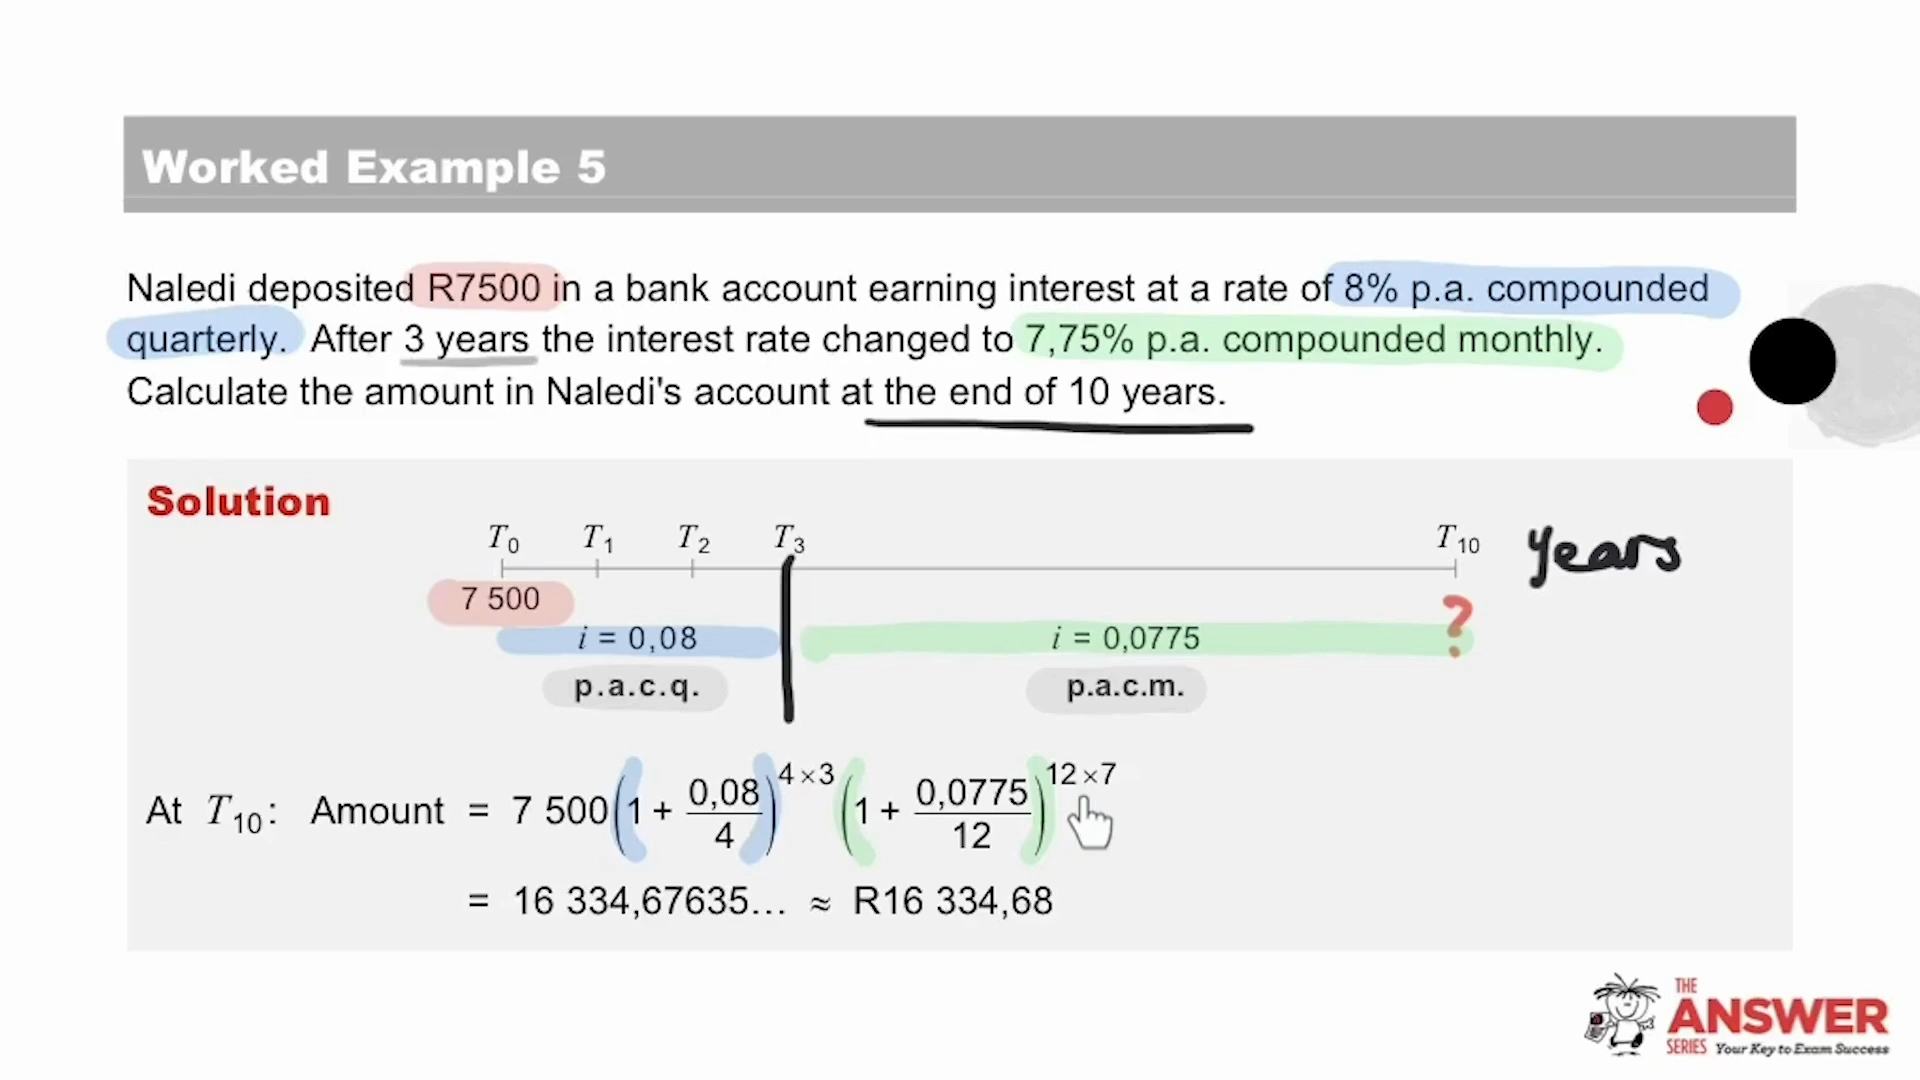 Worked Example 5
Naledi deposited R7500 in a bank account earning interest at a rate of 8% p.a. compounded
quarterly. After 3 years the interest rate changed to 7,75% p.a. compounded monthly.
Calculate the amount in Naledi's account at the end of 10 years.
Solution
T₀ T₁ T₂ T₃ T₁₀ years
7 500 ?
i = 0,08 i = 0,0775
p.a.c.q. p.a.c.m.
At T₁₀: Amount = 7 500(1 + 0,08/4)^4×3 (1 + 0,0775/12)^12×7
= 16 334,67635... ≈ R16 334,68
THE
ANSWER
SERIES Your Key to Exam Success